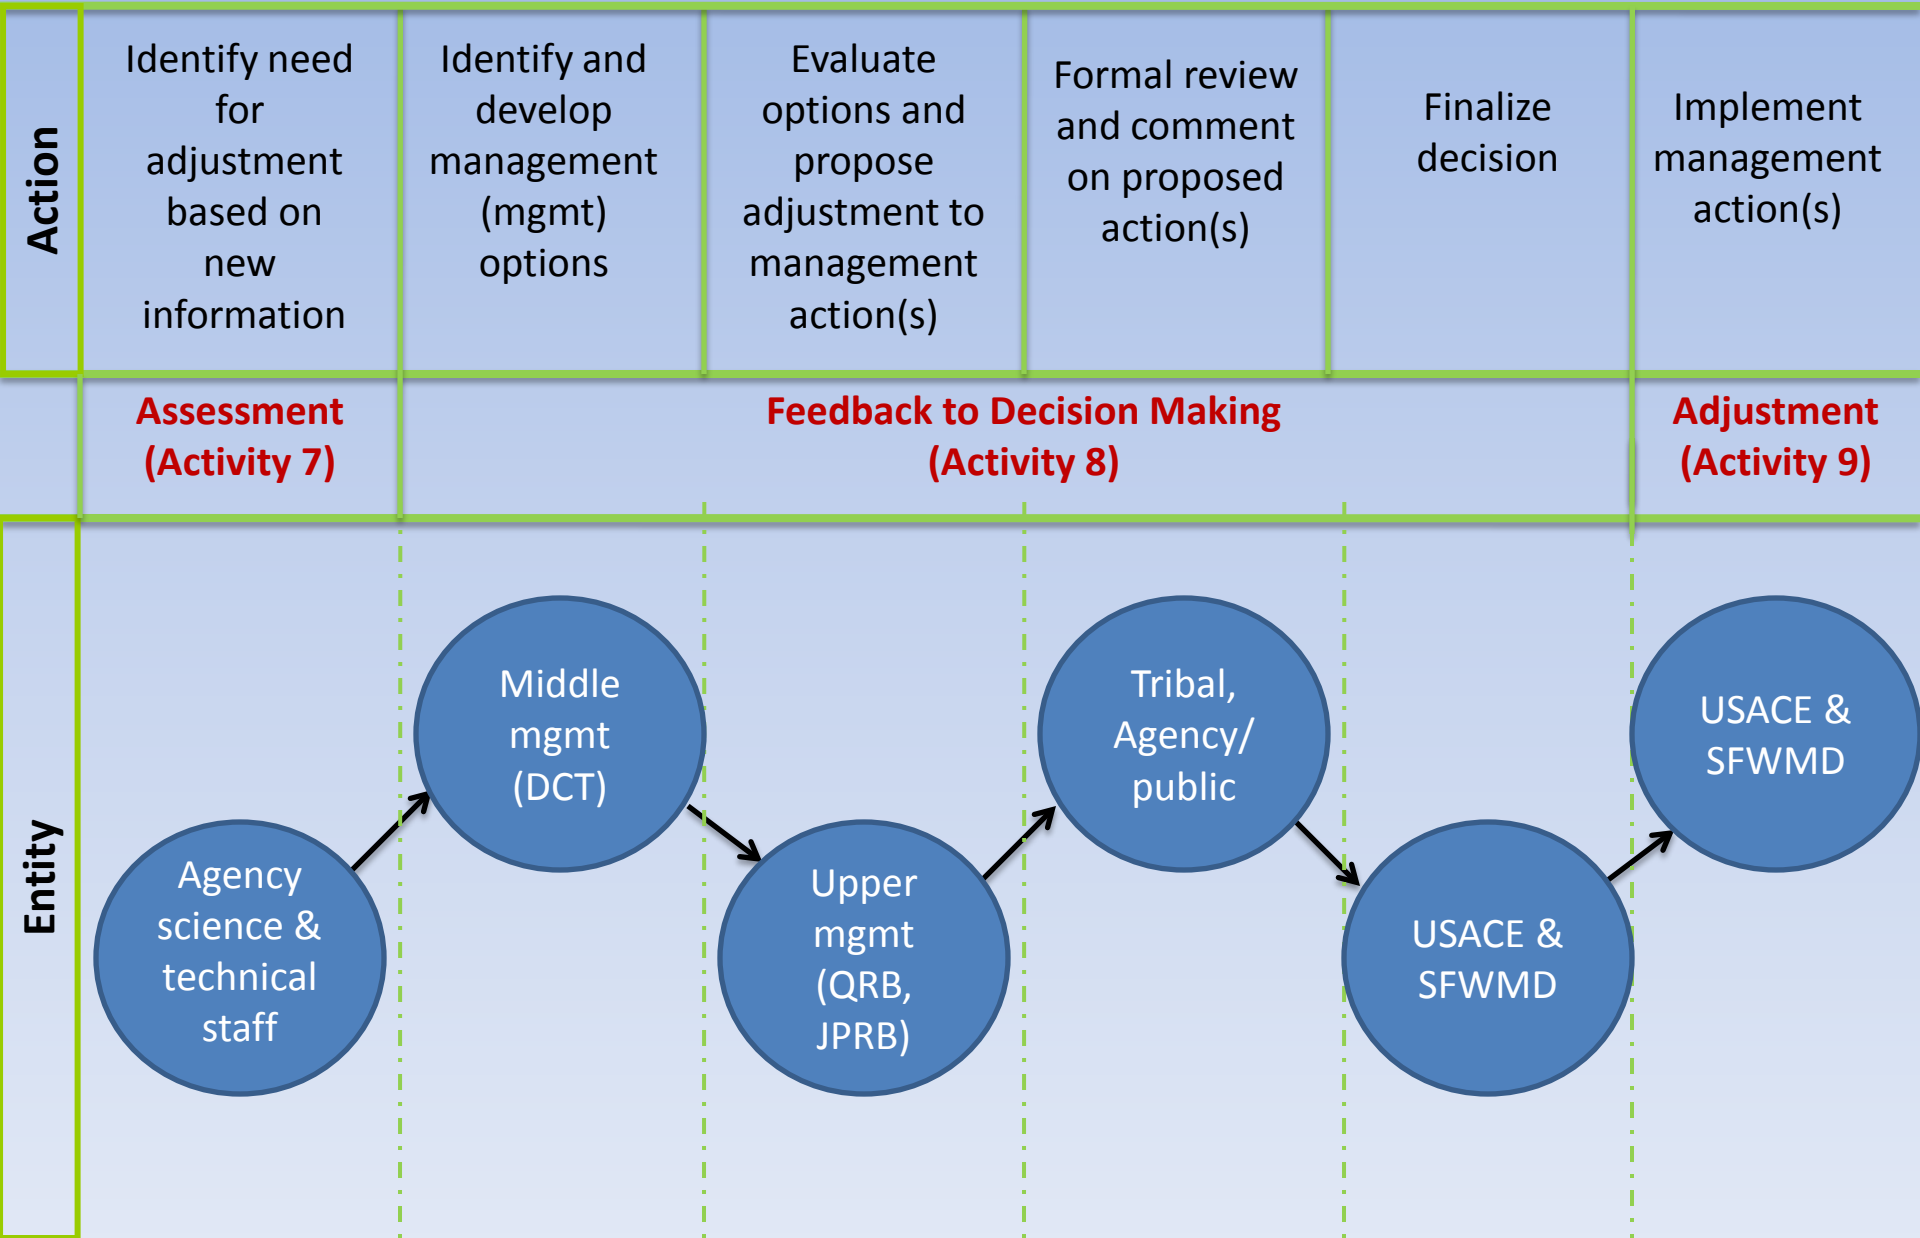 Action
Identify need
for
adjustment
based on
new
information
Identify and
develop
management
(mgmt)
options
Evaluate
options and
propose
adjustment to
management
action(s)
Formal review
and comment
on proposed
action(s)
Finalize
decision
Implement
management
action(s)
Assessment
(Activity 7)
Feedback to Decision Making
(Activity 8)
Adjustment
(Activity 9)
Entity
Agency
science &
technical
staff
Middle
mgmt
(DCT)
Upper
mgmt
(QRB,
JPRB)
Tribal,
Agency/
public
USACE &
SFWMD
USACE &
SFWMD